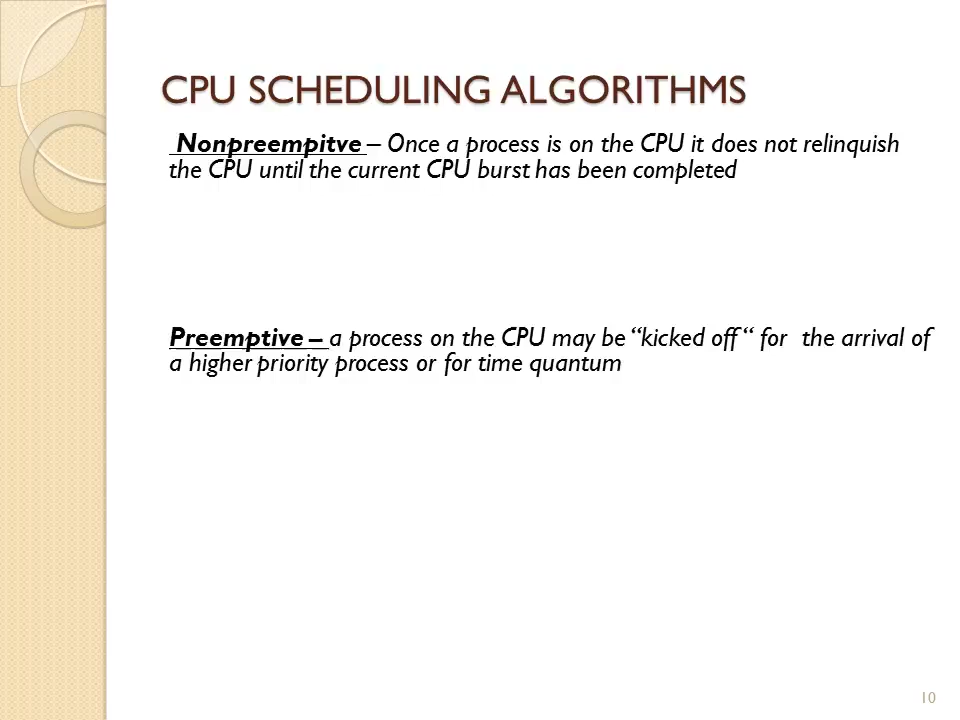 CPU SCHEDULING ALGORITHMS
Nonpreempitve – Once a process is on the CPU it does not relinquish
the CPU until the current CPU burst has been completed
Preemptive – a process on the CPU may be “kicked off “ for  the arrival of
a higher priority process or for time quantum
10